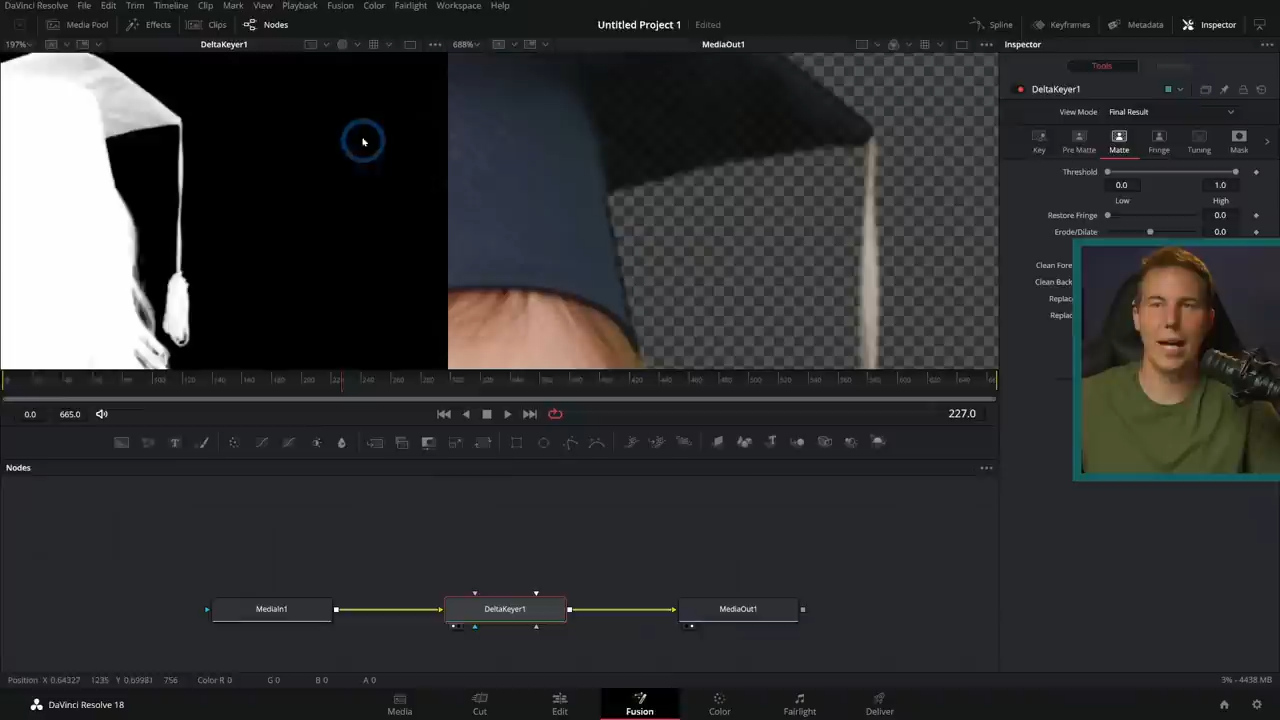 DaVinci Resolve File Edit Trim Timeline Clip Mark View Playback Fusion Color Fairlight Workspace Help
Media Pool Effects Clips Nodes Untitled Project 1 Edited Spline Keyframes Metadata Inspector
197% DeltaKeyer1 688% MediaOut1 Inspector
Tools
DeltaKeyer1
View Mode Final Result
Key Pre Matte Matte Fringe Tuning Mask
Threshold
0.0 1.0
Low High
Restore Fringe 0.0
Erode/Dilate 0.0
Clean Fore
Clean Back
Replac
Replac
0.0 665.0 227.0
Nodes
MediaIn1 DeltaKeyer1 MediaOut1
Position X 0.64327 1235 Y 0.69981 756 Color R 0 G 0 B 0 A 0 3% - 4438 MB
DaVinci Resolve 18 Media Cut Edit Fusion Color Fairlight Deliver